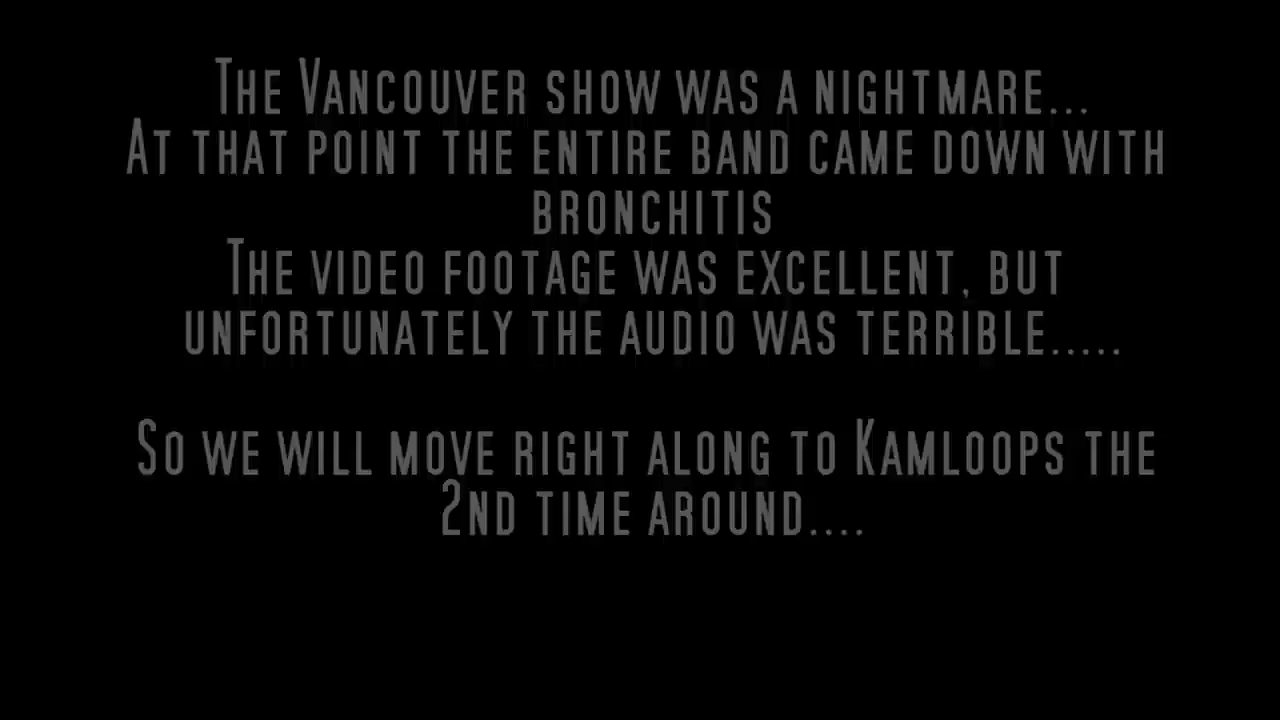 The Vancouver show was a nightmare...
At that point the entire band came down with
bronchitis
The video footage was excellent, but
unfortunately the audio was terrible.....
So we will move right along to Kamloops the
2nd time around....